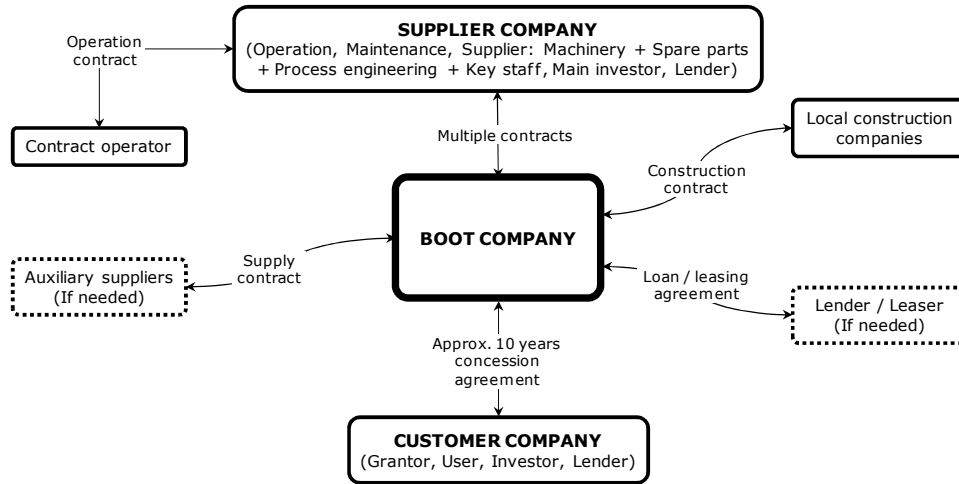 SUPPLIER COMPANY
(Operation, Maintenance, Supplier: Machinery + Spare parts
+ Process engineering + Key staff, Main investor, Lender)
Operation
contract
Contract operator
Multiple contracts
Local construction
companies
Construction
contract
BOOT COMPANY
Auxiliary suppliers
(If needed)
Supply
contract
Loan / leasing
agreement
Lender / Leaser
(If needed)
Approx. 10 years
concession
agreement
CUSTOMER COMPANY
(Grantor, User, Investor, Lender)